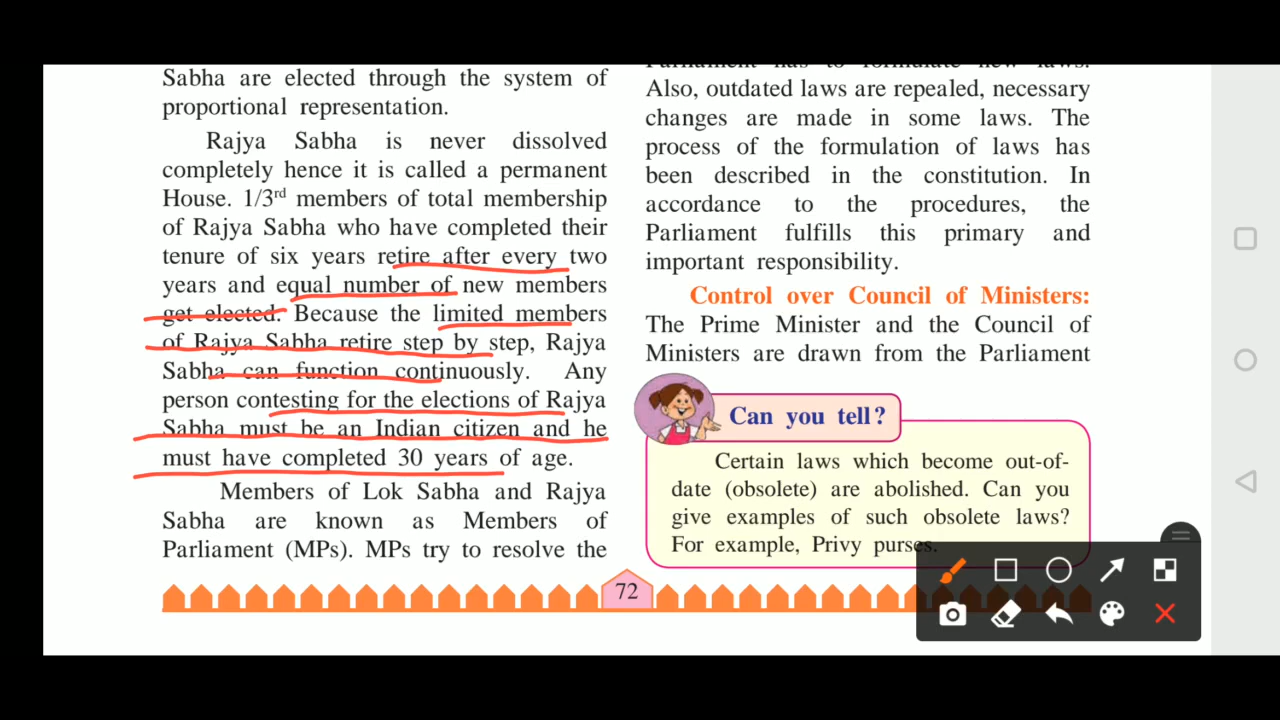 Sabha are elected through the system of
proportional representation.
Rajya Sabha is never dissolved
completely hence it is called a permanent
House. 1/3rd members of total membership
of Rajya Sabha who have completed their
tenure of six years retire after every two
years and equal number of new members
get elected. Because the limited members
of Rajya Sabha retire step by step, Rajya
Sabha can function continuously. Any
person contesting for the elections of Rajya
Sabha must be an Indian citizen and he
must have completed 30 years of age.
Members of Lok Sabha and Rajya
Sabha are known as Members of
Parliament (MPs). MPs try to resolve the
Parliament has to formulate new laws.
Also, outdated laws are repealed, necessary
changes are made in some laws. The
process of the formulation of laws has
been described in the constitution. In
accordance to the procedures, the
Parliament fulfills this primary and
important responsibility.
Control over Council of Ministers:
The Prime Minister and the Council of
Ministers are drawn from the Parliament
Can you tell?
Certain laws which become out-of-
date (obsolete) are abolished. Can you
give examples of such obsolete laws?
For example, Privy purses.
72